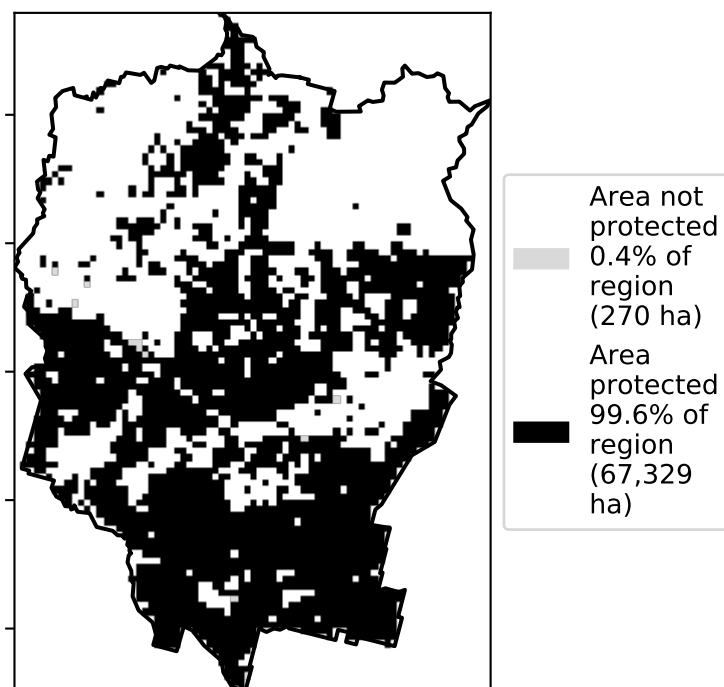 Area not
protected
0.4% of
region
(270 ha)
Area
protected
99.6% of
region
(67,329
ha)